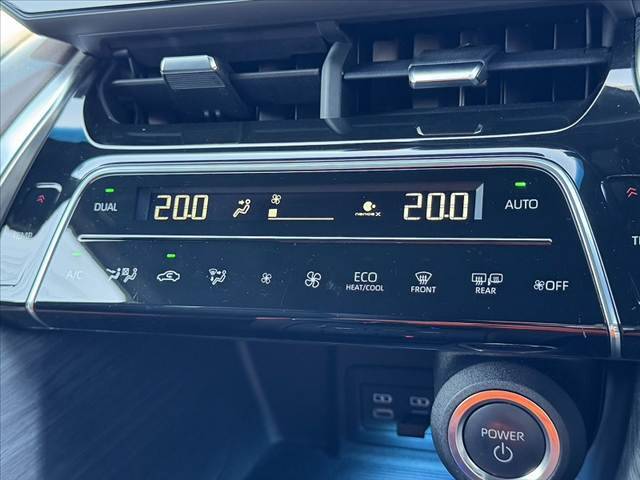 DUAL
20.0
nanoe X
20.0
AUTO
A/C
ECO
HEAT/COOL
FRONT
REAR
OFF
POWER